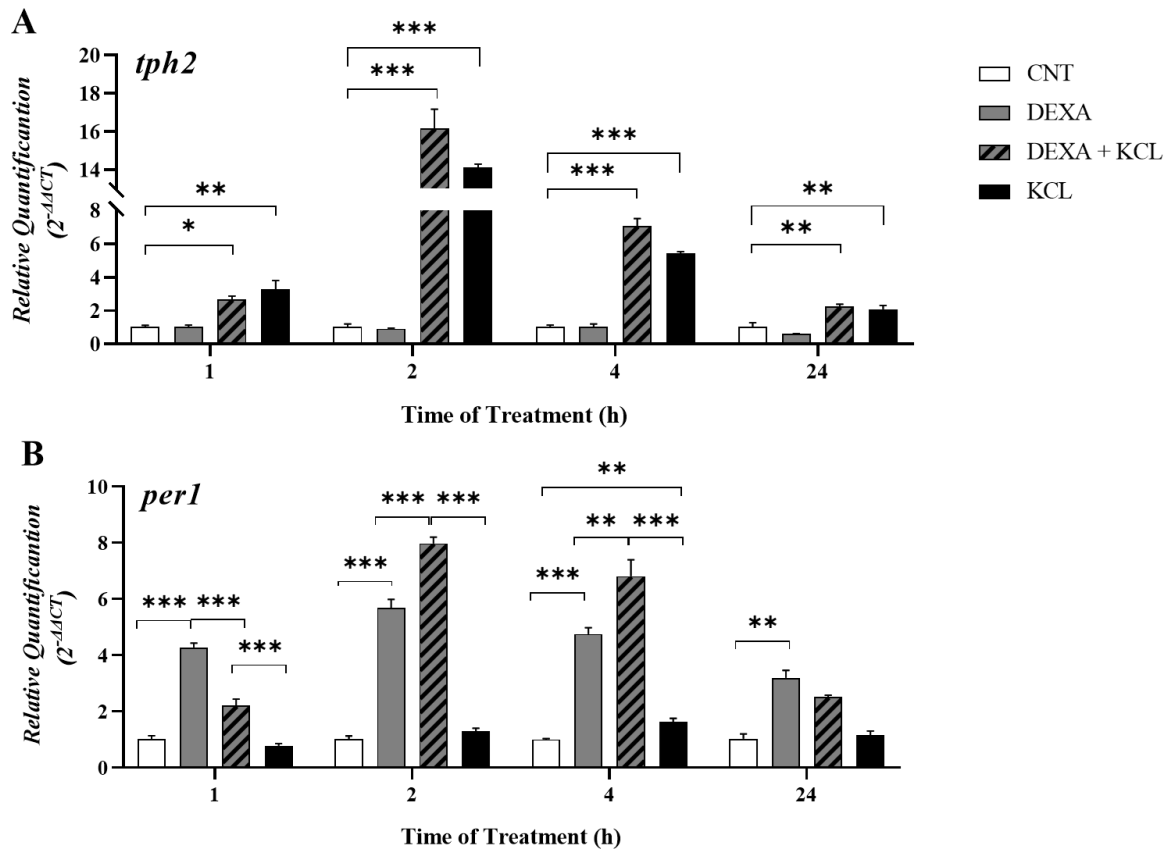 A
tph2
CNT
DEXA
DEXA + KCL
KCL
Relative Quantificantion
(2-ΔΔCT)
20
18
16
14
8
6
4
2
0
**
*
***
***
***
***
**
**
1
2
4
24
Time of Treatment (h)
B
per1
Relative Quantificantion
(2-ΔΔCT)
10
8
6
4
2
0
*** ***
***
*** ***
***
**
** ***
***
**
1
2
4
24
Time of Treatment (h)